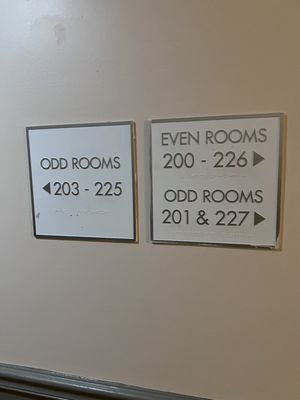 ODD ROOMS
◀203 - 225
EVEN ROOMS
200 - 226▶
ODD ROOMS
201 & 227▶